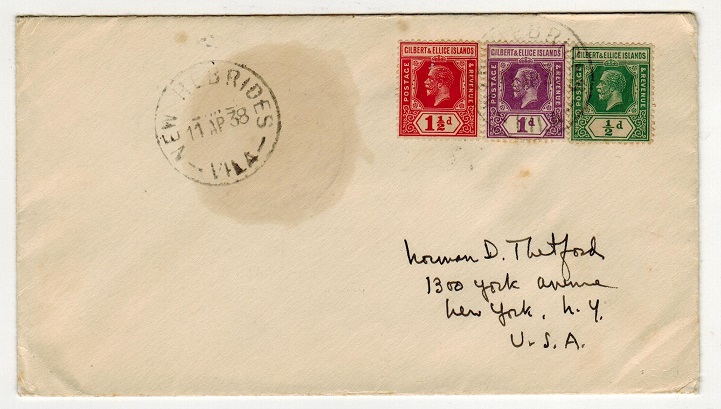 GILBERT & ELLICE ISLANDS
POSTAGE
& REVENUE
1½d
GILBERT & ELLICE ISLANDS
POSTAGE
& REVENUE
1d
GILBERT & ELLICE ISLANDS
POSTAGE
& REVENUE
½d
NEW HEBRIDES
11 AP 38
VILA
Norman D. Thetford
1300 York Avenue
New York, N.Y.
U.S.A.